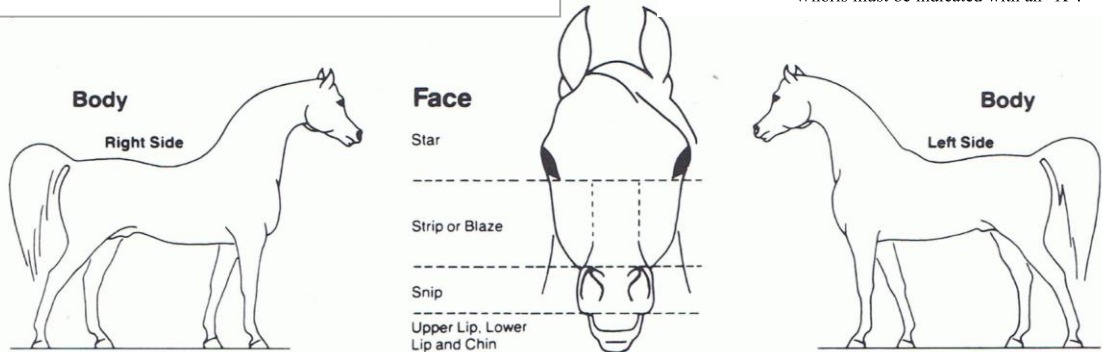 must be indicated with an "X".
Body
Right Side
Face
Star
Strip or Blaze
Snip
Upper Lip, Lower
Lip and Chin
Body
Left Side